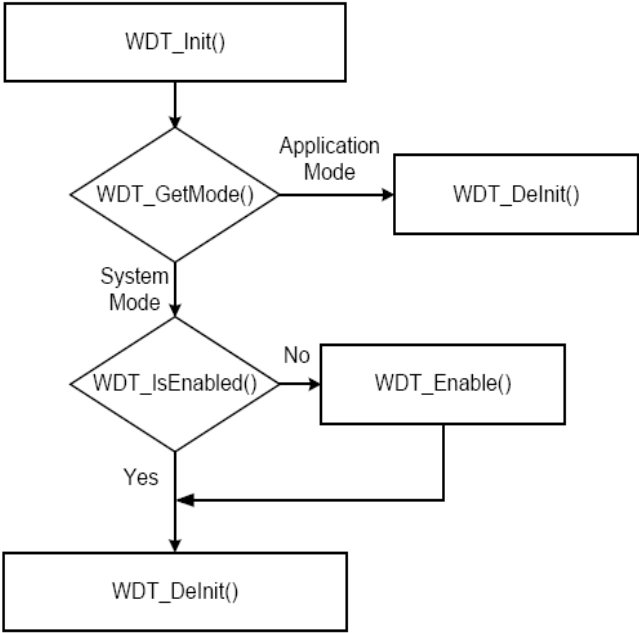 WDT_Init()
WDT_GetMode()
Application
Mode
WDT_DeInit()
System
Mode
WDT_IsEnabled()
No
WDT_Enable()
Yes
WDT_DeInit()